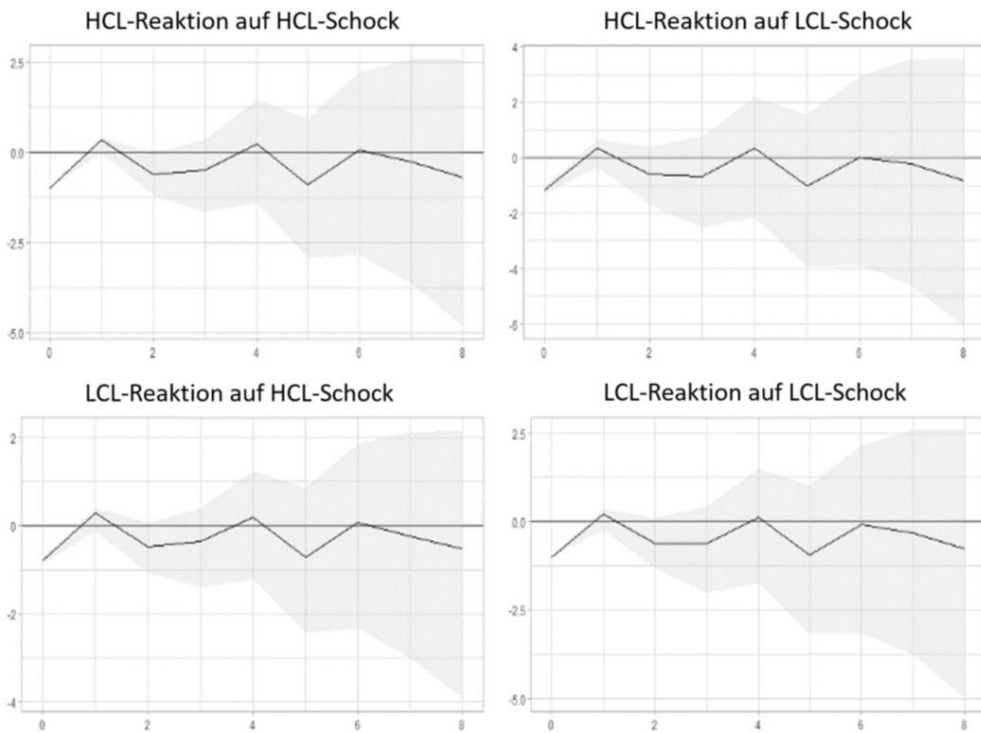 HCL-Reaktion auf HCL-Schock
2.5
0.0
-2.5
-5.0
0 2 4 6 8
HCL-Reaktion auf LCL-Schock
4
2
0
-2
-4
-6
0 2 4 6 8
LCL-Reaktion auf HCL-Schock
2
0
-2
-4
0 2 4 6 8
LCL-Reaktion auf LCL-Schock
2.5
0.0
-2.5
-5.0
0 2 4 6 8